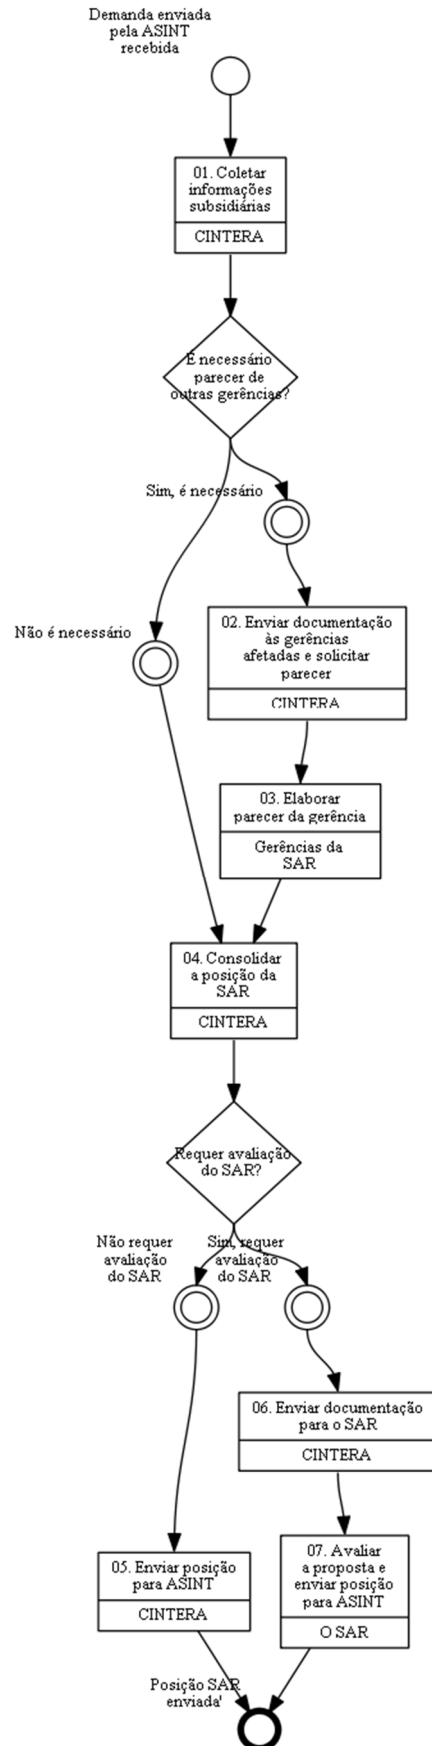 Demanda enviada
pela ASINT
recebida
01. Coletar
informações
subsidiárias
CINTERA
É necessário
parecer de
outras gerências?
Sim, é necessário
Não é necessário
02. Enviar documentação
às gerências
afetadas e solicitar
parecer
CINTERA
03. Elaborar
parecer da gerência
Gerências da
SAR
04. Consolidar
a posição da
SAR
CINTERA
Requer avaliação
do SAR?
Não requer
avaliação
do SAR
Sim, requer
avaliação
do SAR
06. Enviar documentação
para o SAR
CINTERA
05. Enviar posição
para ASINT
CINTERA
07. Avaliar
a proposta e
enviar posição
para ASINT
O SAR
Posição SAR
enviada'